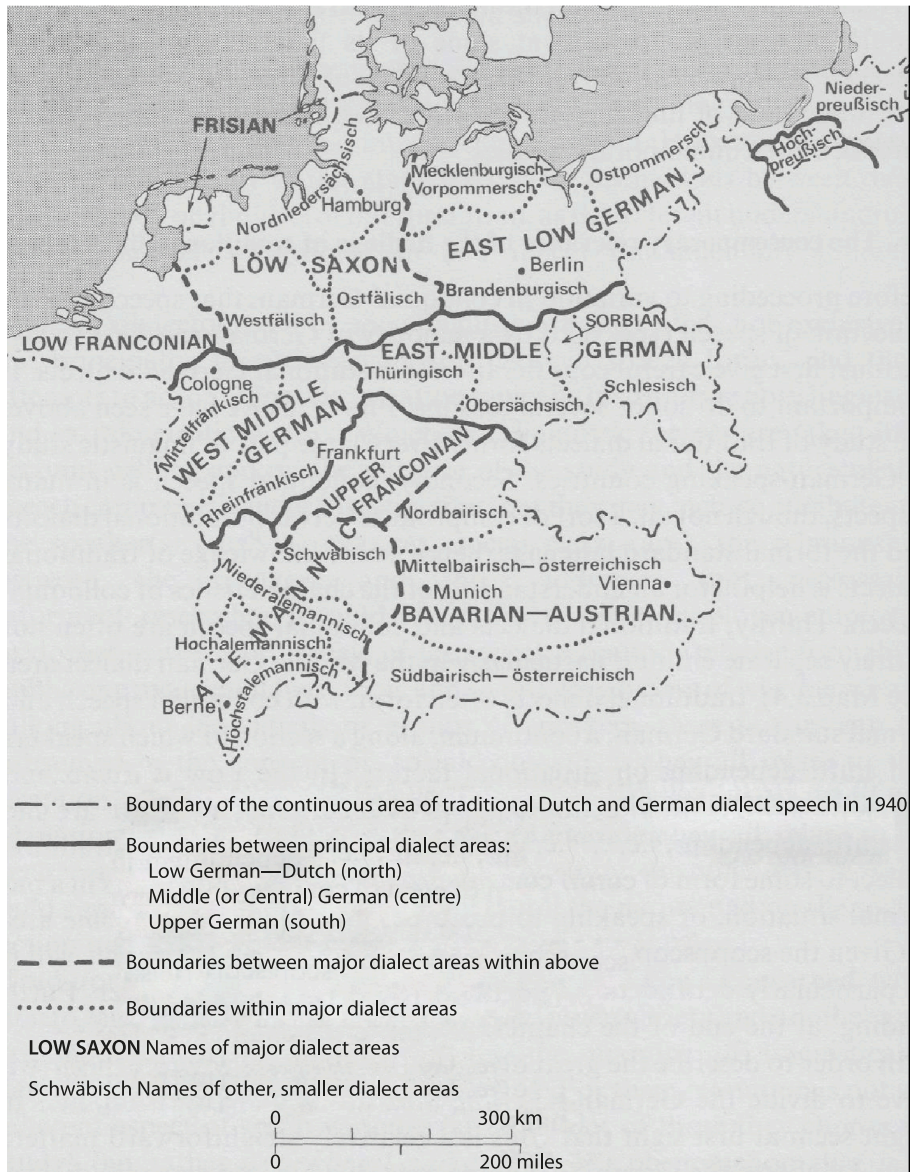 Nieder-
preußisch
Hoch-
preußisch
FRISIAN
Nordniedersächsisch
Hamburg
Mecklenburgisch-
Vorpommersch
Ostpommersch
EAST LOW GERMAN
LOW SAXON
Berlin
Ostfälisch
Brandenburgisch
Westfälisch
SORBIAN
LOW FRANCONIAN
EAST MIDDLE GERMAN
Cologne
Thüringisch
Schlesisch
Mittelfränkisch
WEST MIDDLE
GERMAN
Obersächsisch
Frankfurt
Rheinfränkisch
UPPER
FRANCONIAN
Nordbairisch
Schwäbisch
Mittelbairisch—österreichisch
Niederalemannisch
Munich
Vienna
ALEMANNIC
BAVARIAN—AUSTRIAN
Hochalemannisch
Südbairisch—österreichisch
Berne
Höchstalemannisch
Boundary of the continuous area of traditional Dutch and German dialect speech in 1940
Boundaries between principal dialect areas:
Low German—Dutch (north)
Middle (or Central) German (centre)
Upper German (south)
Boundaries between major dialect areas within above
Boundaries within major dialect areas
LOW SAXON Names of major dialect areas
Schwäbisch Names of other, smaller dialect areas
0 300 km
0 200 miles